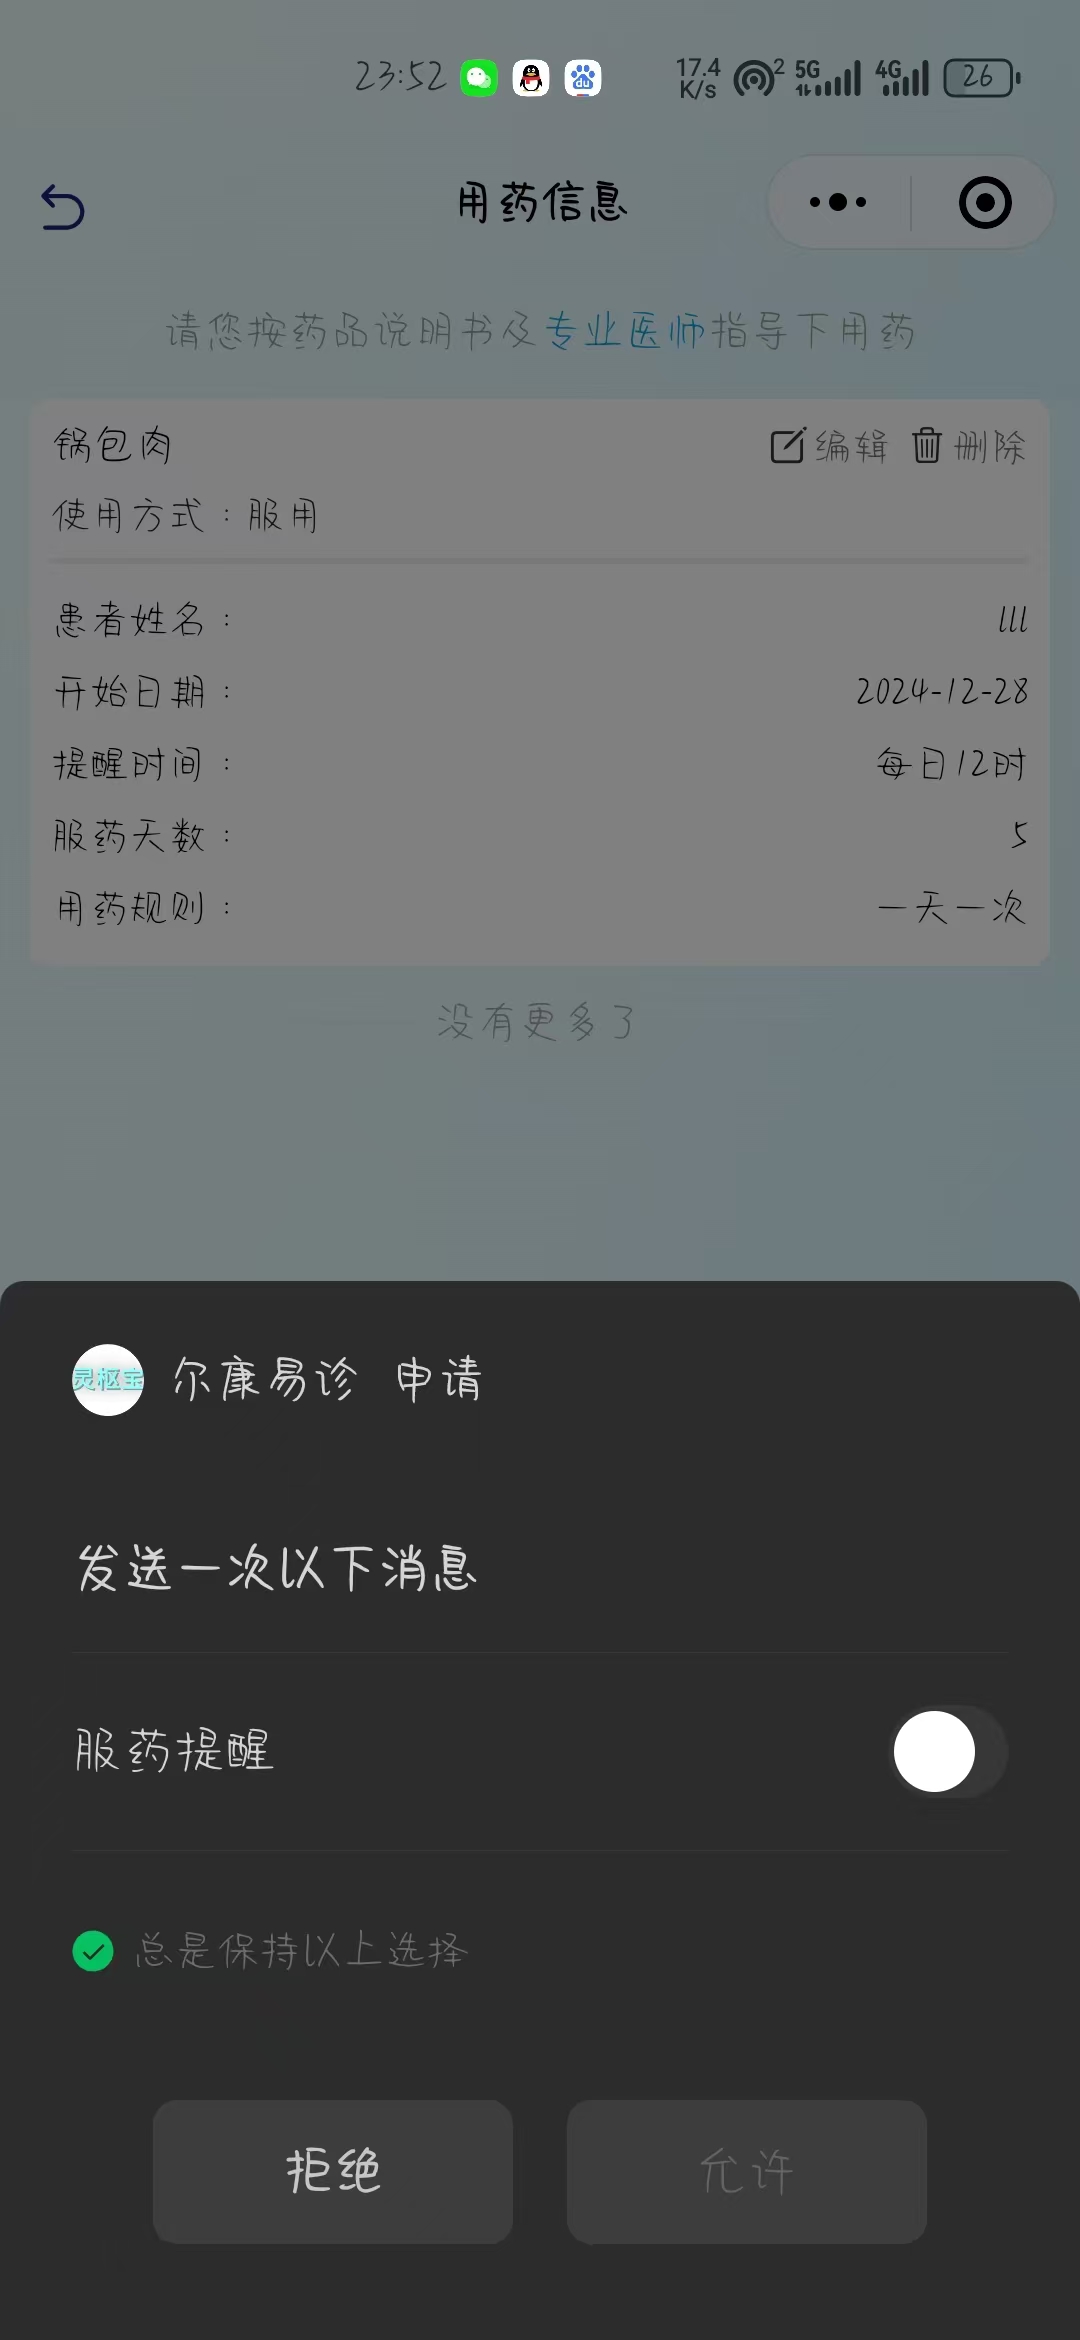 23:52 17.4 K/s 2 5G 4G 26
用药信息
请您按药品说明书及专业医师指导下用药
锅包肉 编辑 删除
使用方式：服用
患者姓名： lll
开始日期： 2024-12-28
提醒时间： 每日12时
服药天数： 5
用药规则： 一天一次
没有更多了
灵枢宝 尔康易诊 申请
发送一次以下消息
服药提醒
总是保持以上选择
拒绝 允许